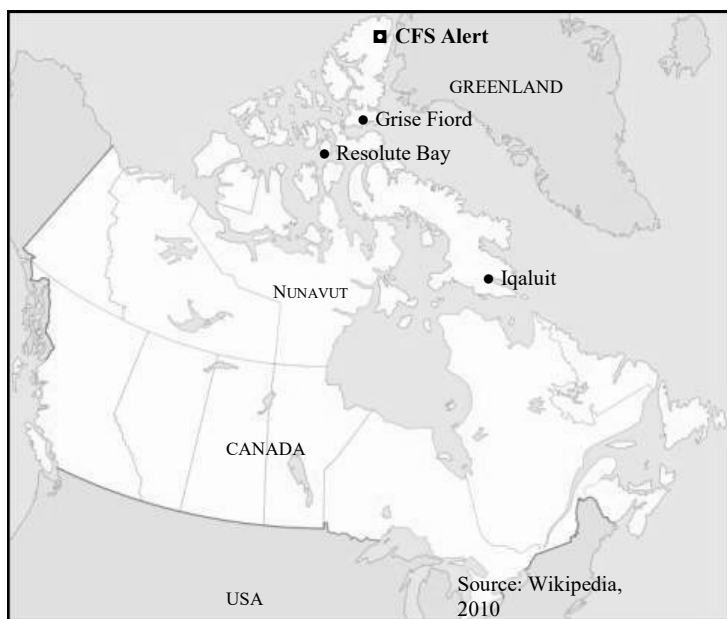 CFS Alert
GREENLAND
Grise Fiord
Resolute Bay
Iqaluit
NUNAVUT
CANADA
Source: Wikipedia,
2010
USA